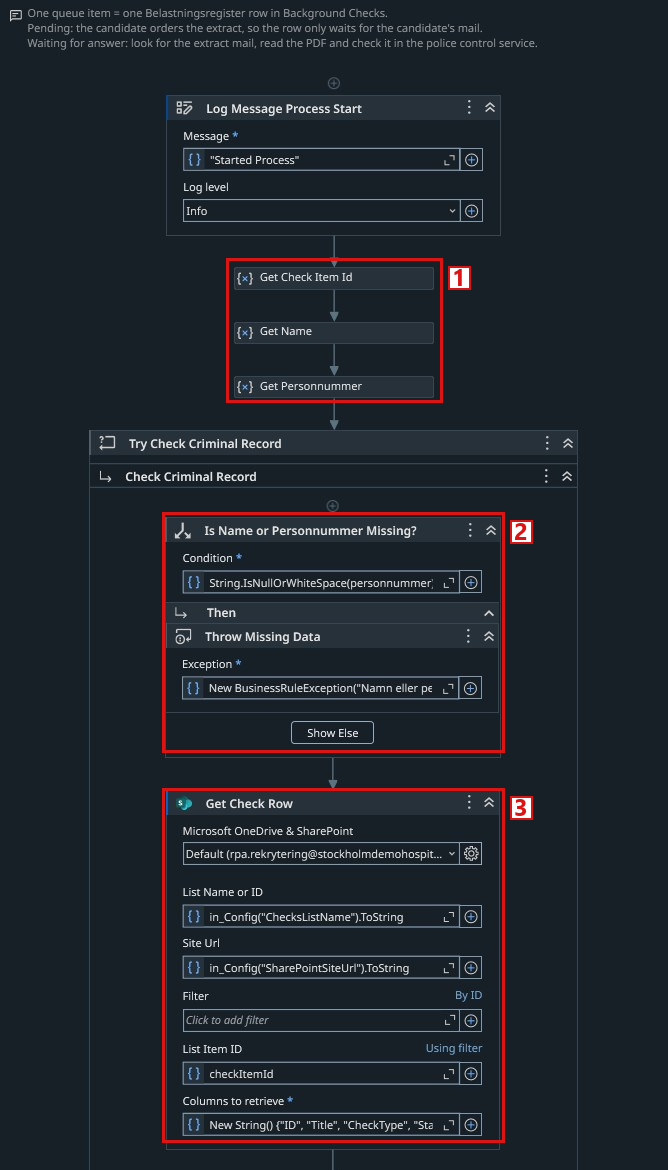 One queue item = one Belastningsregister row in Background Checks.
Pending: the candidate orders the extract, so the row only waits for the candidate's mail.
Waiting for answer: look for the extract mail, read the PDF and check it in the police control service.
Log Message Process Start
Message *
"Started Process"
Log level
Info
1
Get Check Item Id
Get Name
Get Personnummer
Try Check Criminal Record
Check Criminal Record
Is Name or Personnummer Missing?
2
Condition *
String.IsNullOrWhiteSpace(personnummer)
Then
Throw Missing Data
Exception *
New BusinessRuleException("Namn eller pe
Show Else
Get Check Row
3
Microsoft OneDrive & SharePoint
Default (rpa.rekrytering@stockholmdemohospit...
List Name or ID
in_Config("ChecksListName").ToString
Site Url
in_Config("SharePointSiteUrl").ToString
Filter By ID
Click to add filter
List Item ID Using filter
checkItemId
Columns to retrieve *
New String() {"ID", "Title", "CheckType", "Sta